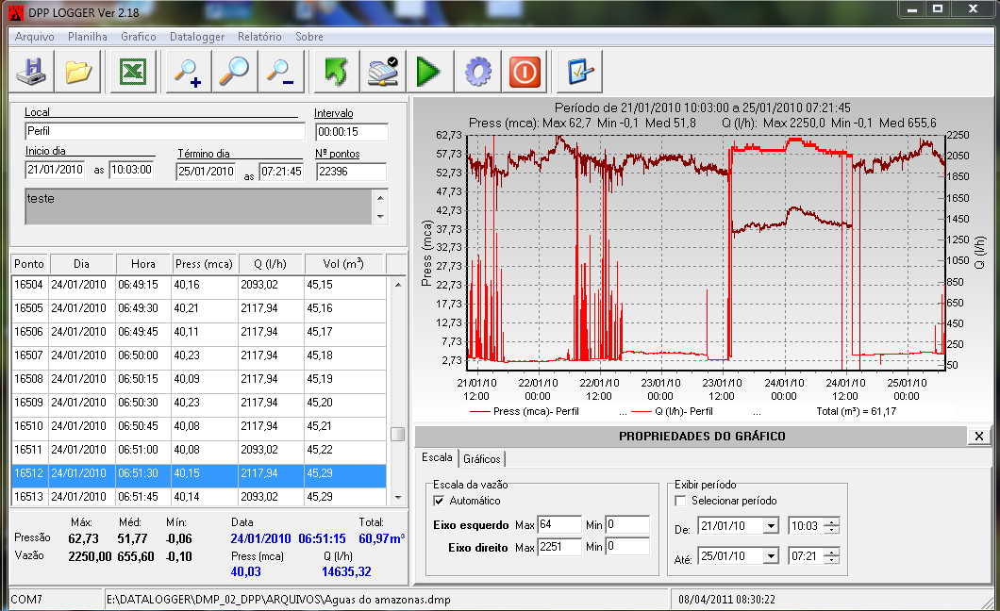 DPP LOGGER Ver 2.18
Arquivo Planilha Grafico Datalogger Relatório Sobre
Local
Perfil
Intervalo
00:00:15
Inicio dia
21/01/2010 as 10:03:00
Término dia
25/01/2010 as 07:21:45
Nº pontos
22396
teste
Ponto Dia Hora Press (mca) Q (l/h) Vol (m³)
16504 24/01/2010 06:49:15 40,16 2093,02 45,15
16505 24/01/2010 06:49:30 40,21 2117,94 45,16
16506 24/01/2010 06:49:45 40,11 2117,94 45,17
16507 24/01/2010 06:50:00 40,23 2117,94 45,18
16508 24/01/2010 06:50:15 40,09 2117,94 45,19
16509 24/01/2010 06:50:30 40,23 2117,94 45,20
16510 24/01/2010 06:50:45 40,08 2117,94 45,21
16511 24/01/2010 06:51:00 40,08 2093,02 45,22
16512 24/01/2010 06:51:30 40,15 2117,94 45,29
16513 24/01/2010 06:51:45 40,14 2093,02 45,29
Máx: Méd: Mín: Data Total:
Pressão 62,73 51,77 -0,06 24/01/2010 06:51:15 60,97m³
Vazão 2250,00 655,60 -0,10 Press (mca) Q (l/h)
40,03 14635,32
Período de 21/01/2010 10:03:00 a 25/01/2010 07:21:45
Press (mca): Max 62,7 Min -0,1 Med 51,8 Q (l/h): Max 2250,0 Min -0,1 Med 655,6
Press (mca)
62,73
57,73
52,73
47,73
42,73
37,73
32,73
27,73
22,73
17,73
12,73
7,73
2,73
2250
2050
1850
1650
1450
1250
1050
850
650
450
250
50
Q (l/h)
21/01/10 22/01/10 22/01/10 23/01/10 23/01/10 24/01/10 24/01/10 25/01/10
12:00 00:00 12:00 00:00 12:00 00:00 12:00 00:00
Press (mca)- Perfil ... Q (l/h)- Perfil ... Total (m³) = 61,17
PROPRIEDADES DO GRÁFICO
Escala Gráficos
Escala da vazão
Automático
Eixo esquerdo Max 64 Min 0
Eixo direito Max 2251 Min 0
Exibir período
Selecionar período
De: 21/01/10 10:03
Até: 25/01/10 07:21
COM7 E:\DATALOGGER\DMP_02_DPP\ARQUIVOS\Aguas do amazonas.dmp 08/04/2011 08:30:22